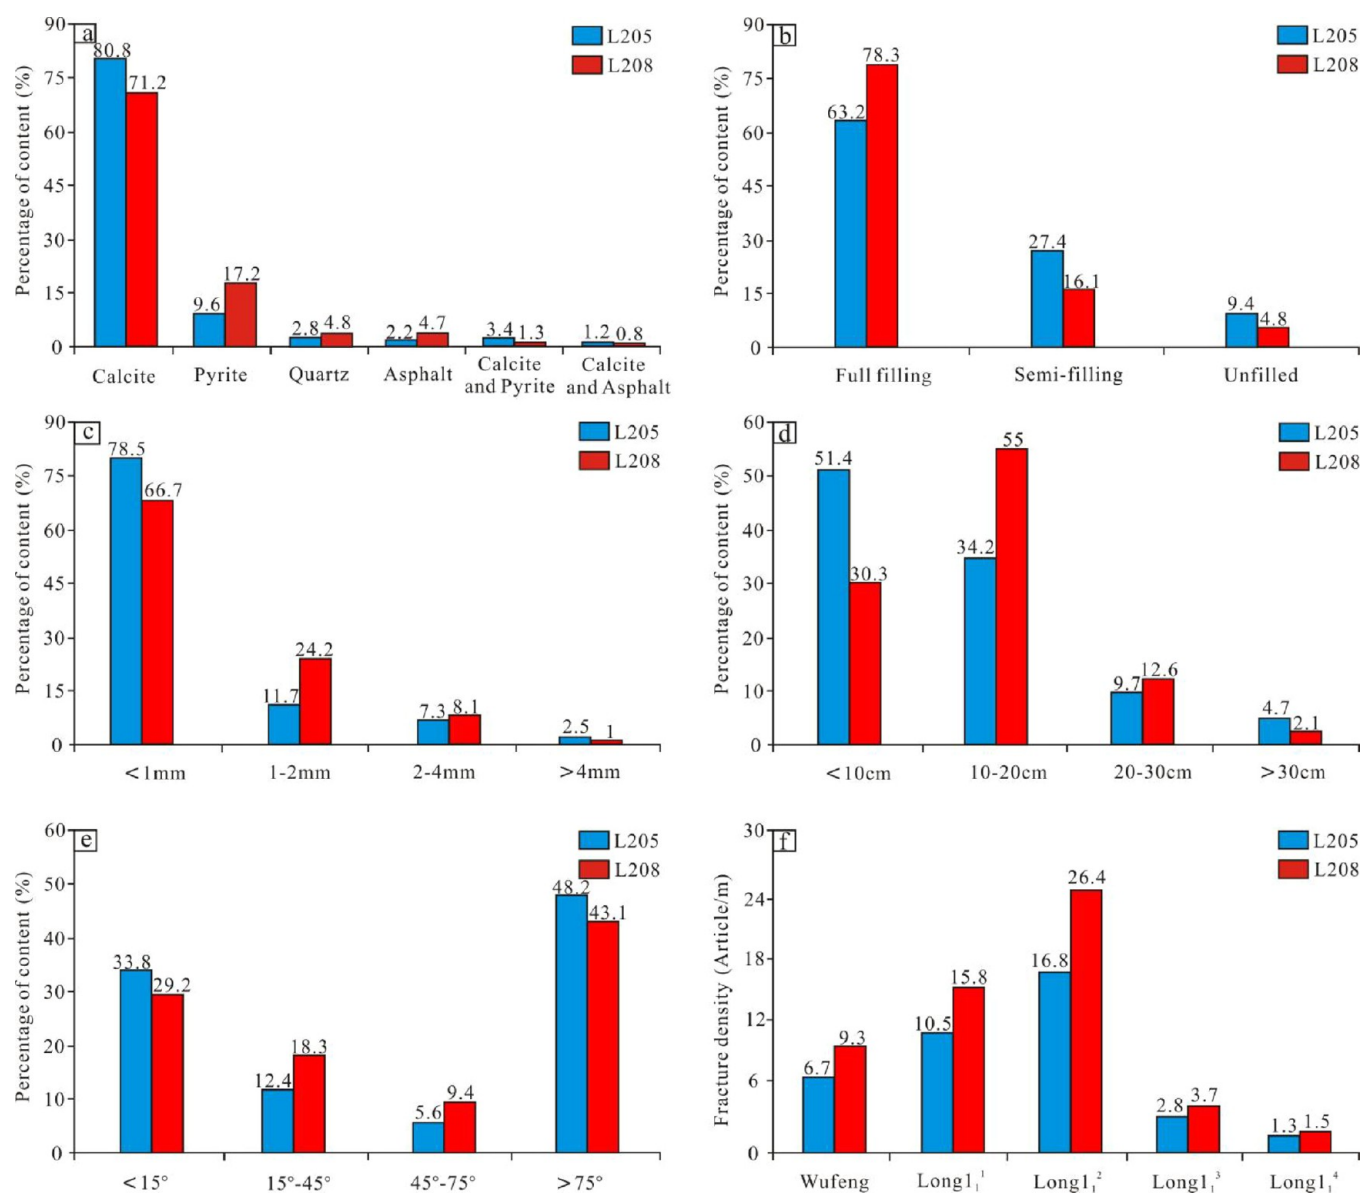 a
L205
L208
Percentage of content (%)
90
75
60
45
30
15
0
80.8
71.2
9.6
17.2
2.8
4.8
2.2
4.7
3.4
1.3
1.2
0.8
Calcite
Pyrite
Quartz
Asphalt
Calcite
and Pyrite
Calcite
and Asphalt
b
L205
L208
Percentage of content (%)
90
75
60
45
30
15
0
63.2
78.3
27.4
16.1
9.4
4.8
Full filling
Semi-filling
Unfilled
c
L205
L208
Percentage of content (%)
90
75
60
45
30
15
0
78.5
66.7
11.7
24.2
7.3
8.1
2.5
1
<1mm
1-2mm
2-4mm
>4mm
d
L205
L208
Percentage of content (%)
60
50
40
30
20
10
0
51.4
30.3
34.2
55
9.7
12.6
4.7
2.1
<10cm
10-20cm
20-30cm
>30cm
e
L205
L208
Percentage of content (%)
60
50
40
30
20
10
0
33.8
29.2
12.4
18.3
5.6
9.4
48.2
43.1
<15°
15°-45°
45°-75°
>75°
f
L205
L208
Fracture density (Article/m)
30
24
18
12
6
0
6.7
9.3
10.5
15.8
16.8
26.4
2.8
3.7
1.3
1.5
Wufeng
Long1₁¹
Long1₁²
Long1₁³
Long1₁⁴